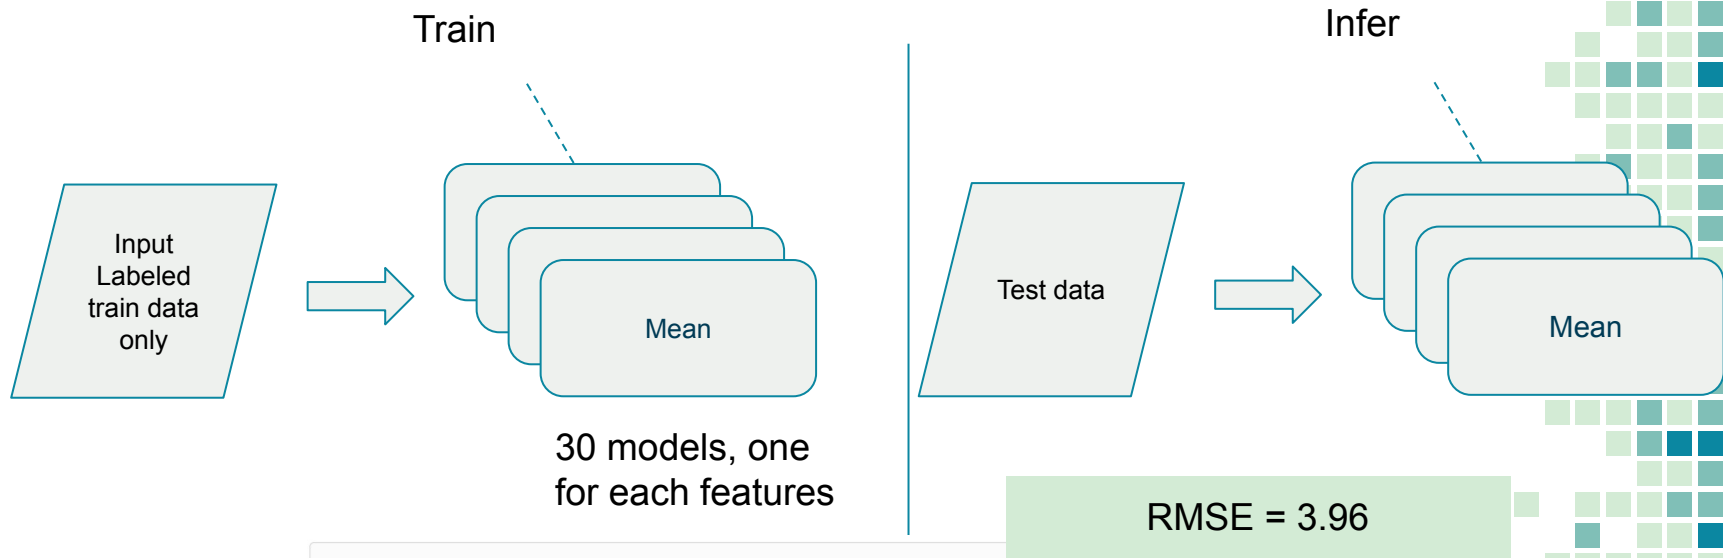 Train
Infer
Input
Labeled
train data
only
Mean
30 models, one
for each features
Test data
Mean
RMSE = 3.96